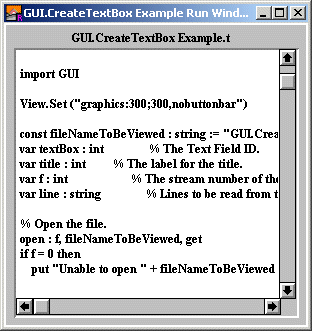 GUI.CreateTextBox Example Run Wind...
GUI.CreateTextBox Example.t
import GUI
View.Set ("graphics:300;300,nobuttonbar")
const fileNameToBeViewed : string := "GUI.Crea
var textBox : int % The Text Field ID.
var title : int % The label for the title.
var f : int % The stream number of the
var line : string % Lines to be read from t
% Open the file.
open : f, fileNameToBeViewed, get
if f = 0 then
put "Unable to open " + fileNameToBeViewed